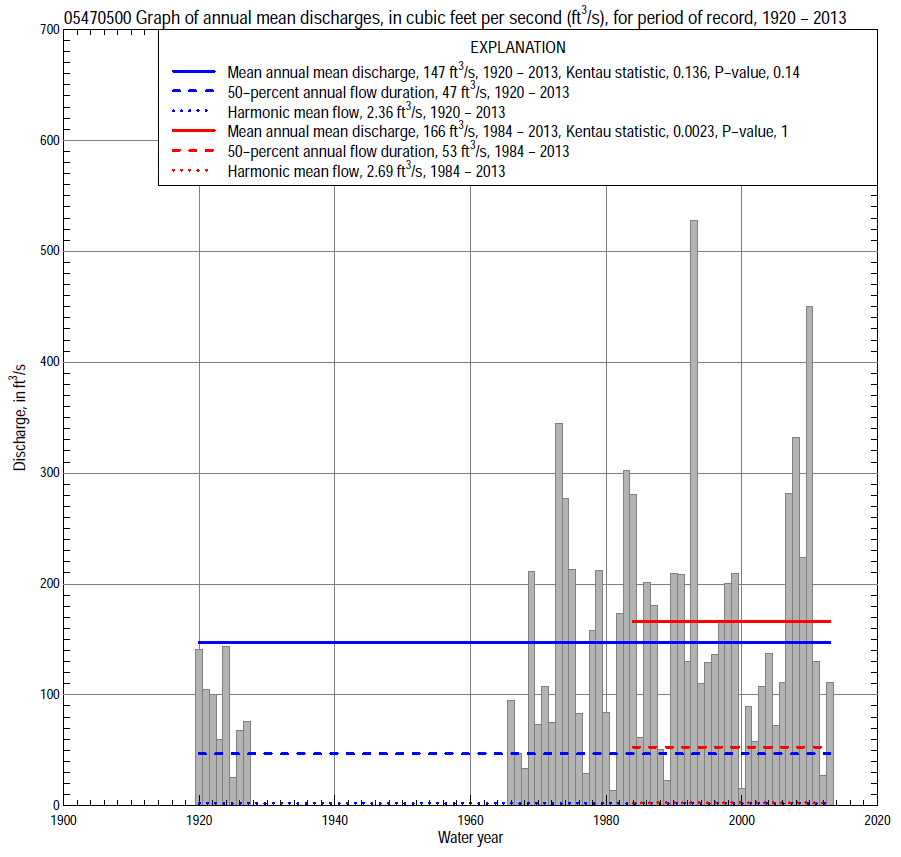 05470500 Graph of annual mean discharges, in cubic feet per second (ft³/s), for period of record, 1920 – 2013
EXPLANATION
Mean annual mean discharge, 147 ft³/s, 1920 – 2013, Kentau statistic, 0.136, P–value, 0.14
50–percent annual flow duration, 47 ft³/s, 1920 – 2013
Harmonic mean flow, 2.36 ft³/s, 1920 – 2013
Mean annual mean discharge, 166 ft³/s, 1984 – 2013, Kentau statistic, 0.0023, P–value, 1
50–percent annual flow duration, 53 ft³/s, 1984 – 2013
Harmonic mean flow, 2.69 ft³/s, 1984 – 2013
700
600
500
400
300
200
100
0
Discharge, in ft³/s
1900 1920 1940 1960 1980 2000 2020
Water year